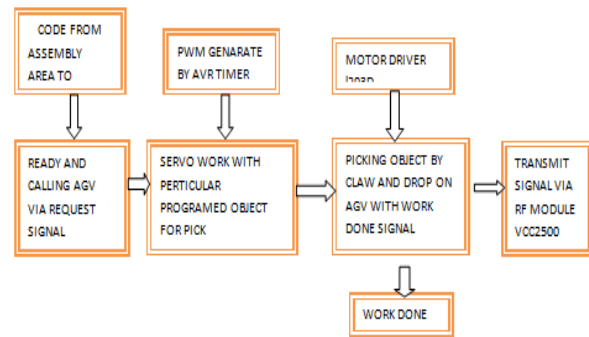 CODE FROM
ASSEMBLY
AREA TO
PWM GENARATE
BY AVR TIMER
MOTOR DRIVER
READY AND
CALLING AGV
VIA REQUEST
SIGNAL
SERVO WORK WITH
PERTICULAR
PROGRAMED OBJECT
FOR PICK
PICKING OBJECT BY
CLAW AND DROP ON
AGV WITH WORK
DONE SIGNAL
TRANSMIT
SIGNAL VIA
RF MODULE
VCC2500
WORK DONE